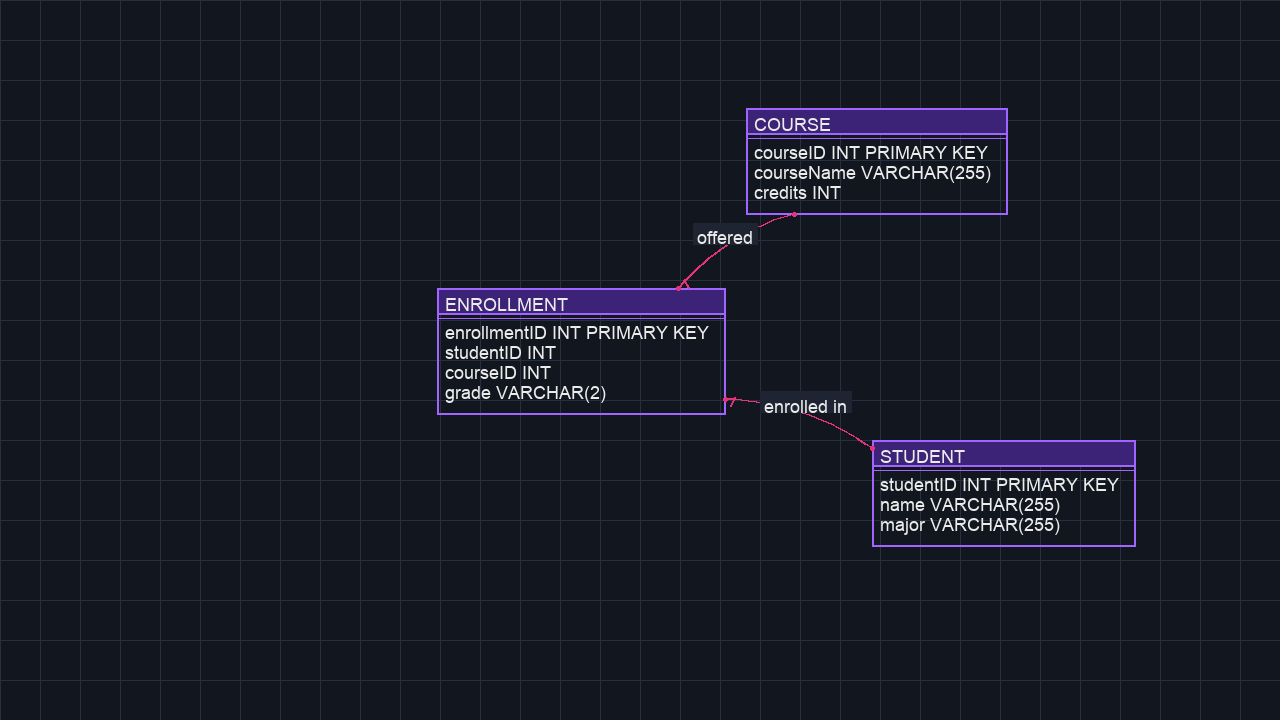 COURSE
courseID INT PRIMARY KEY
courseName VARCHAR(255)
credits INT
offered
ENROLLMENT
enrollmentID INT PRIMARY KEY
studentID INT
courseID INT
grade VARCHAR(2)
enrolled in
STUDENT
studentID INT PRIMARY KEY
name VARCHAR(255)
major VARCHAR(255)